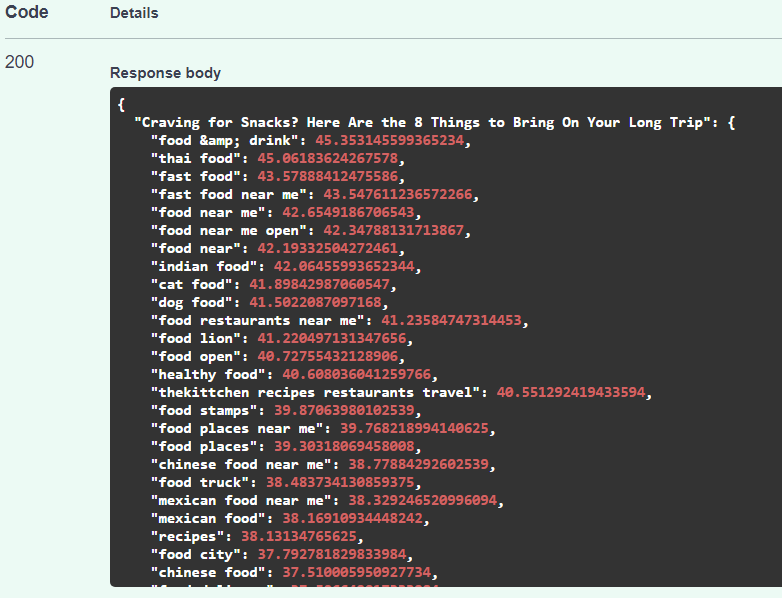 Code Details
200
Response body
{
"Craving for Snacks? Here Are the 8 Things to Bring On Your Long Trip": {
"food &amp; drink": 45.353145599365234,
"thai food": 45.06183624267578,
"fast food": 43.57888412475586,
"fast food near me": 43.547611236572266,
"food near me": 42.6549186706543,
"food near me open": 42.34788131713867,
"food near": 42.19332504272461,
"indian food": 42.06455993652344,
"cat food": 41.89842987060547,
"dog food": 41.5022087097168,
"food restaurants near me": 41.23584747314453,
"food lion": 41.220497131347656,
"food open": 40.72755432128906,
"healthy food": 40.608036041259766,
"thekittchen recipes restaurants travel": 40.551292419433594,
"food stamps": 39.87063980102539,
"food places near me": 39.768218994140625,
"food places": 39.30318069458008,
"chinese food near me": 38.77884292602539,
"food truck": 38.483734130859375,
"mexican food near me": 38.329246520996094,
"mexican food": 38.16910934448242,
"recipes": 38.13134765625,
"food city": 37.792781829833984,
"chinese food": 37.510005950927734,